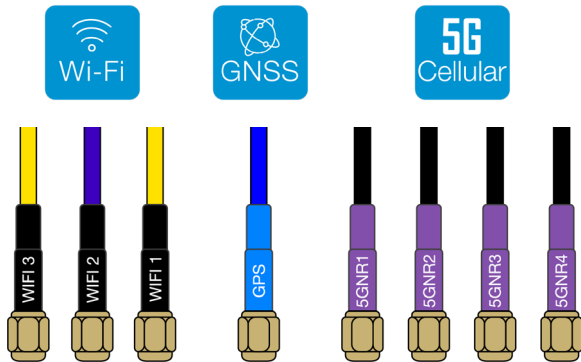 Wi-Fi
GNSS
5G
Cellular
WIFI 3
WIFI 2
WIFI 1
GPS
5GNR1
5GNR2
5GNR3
5GNR4